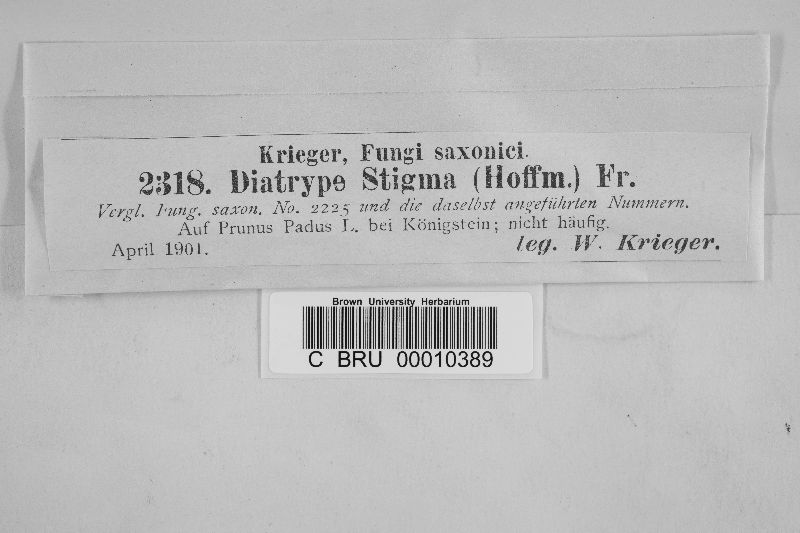 Krieger, Fungi saxonici.
2318. Diatrype Stigma (Hoffm.) Fr.
Vergl. Fung. saxon. No. 2225 und die daselbst angeführten Nummern.
Auf Prunus Padus L. bei Königstein; nicht häufig.
April 1901. leg. W. Krieger.
Brown University Herbarium
C BRU 00010389